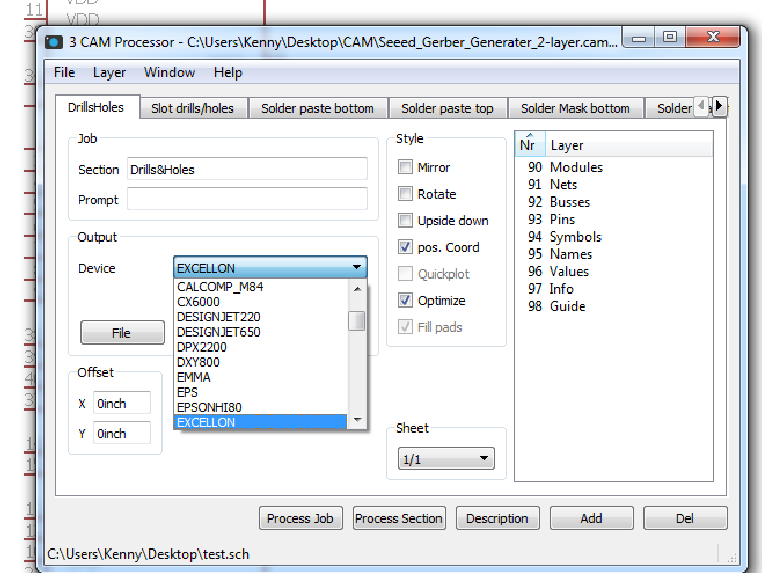 11
VDD
VDD
3 CAM Processor - C:\Users\Kenny\Desktop\CAM\Seeed_Gerber_Generater_2-layer.cam...
File Layer Window Help
DrillsHoles Slot drills/holes Solder paste bottom Solder paste top Solder Mask bottom Solder
Job
Section Drills&Holes
Prompt
Output
Device EXCELLON
CALCOMP_M84
CX6000
DESIGNJET220
DESIGNJET650
DPX2200
DXY800
EMMA
EPS
EPSONHI80
EXCELLON
File
Offset
X 0inch
Y 0inch
Style
Mirror
Rotate
Upside down
pos. Coord
Quickplot
Optimize
Fill pads
Sheet
1/1
Nr Layer
90 Modules
91 Nets
92 Busses
93 Pins
94 Symbols
95 Names
96 Values
97 Info
98 Guide
Process Job Process Section Description Add Del
C:\Users\Kenny\Desktop\test.sch